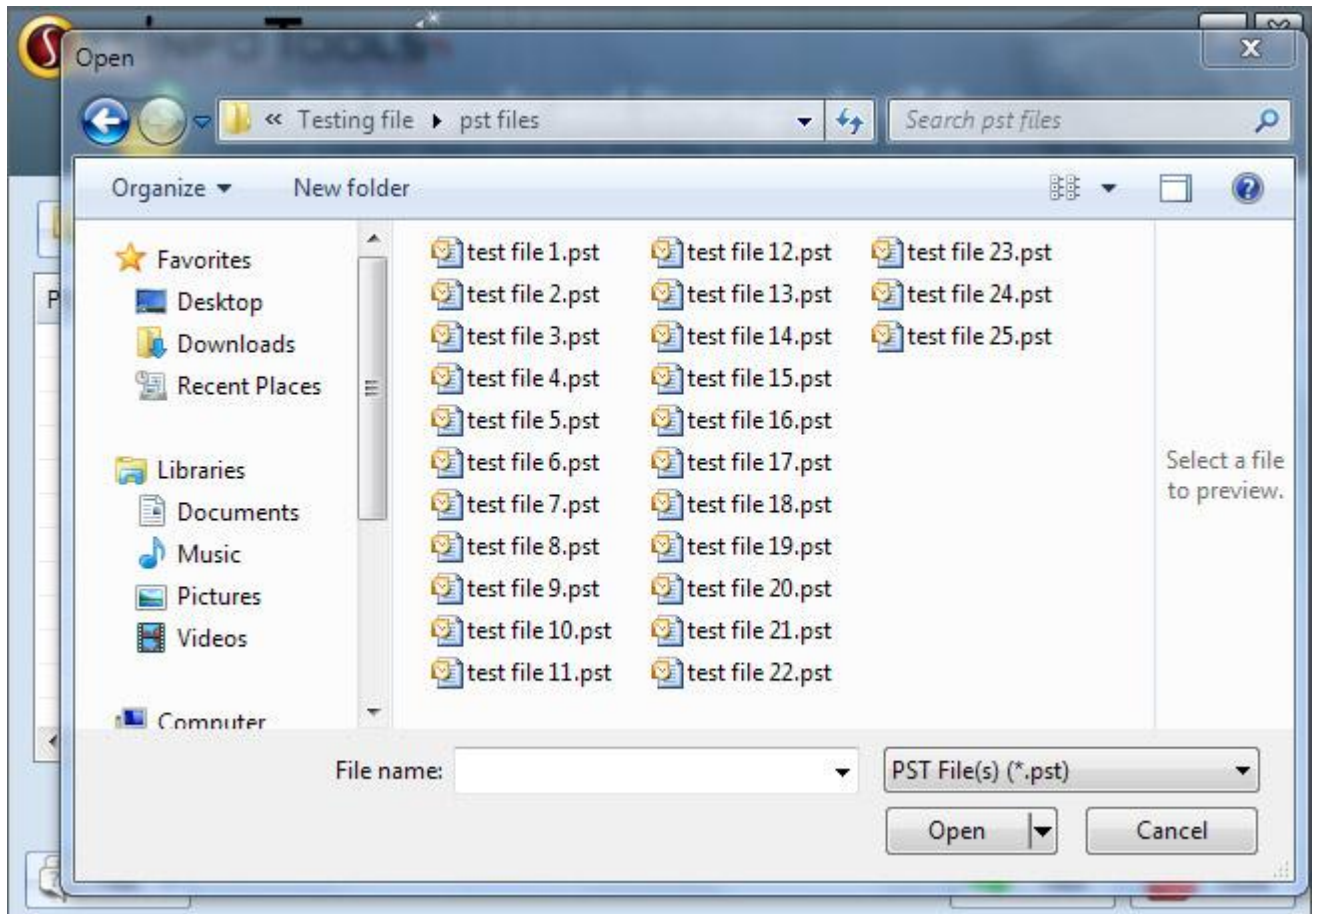 Open
« Testing file ▸ pst files
Search pst files
Organize
New folder
Favorites
Desktop
Downloads
Recent Places
Libraries
Documents
Music
Pictures
Videos
Computer
test file 1.pst
test file 2.pst
test file 3.pst
test file 4.pst
test file 5.pst
test file 6.pst
test file 7.pst
test file 8.pst
test file 9.pst
test file 10.pst
test file 11.pst
test file 12.pst
test file 13.pst
test file 14.pst
test file 15.pst
test file 16.pst
test file 17.pst
test file 18.pst
test file 19.pst
test file 20.pst
test file 21.pst
test file 22.pst
test file 23.pst
test file 24.pst
test file 25.pst
Select a file
to preview.
File name:
PST File(s) (*.pst)
Open
Cancel